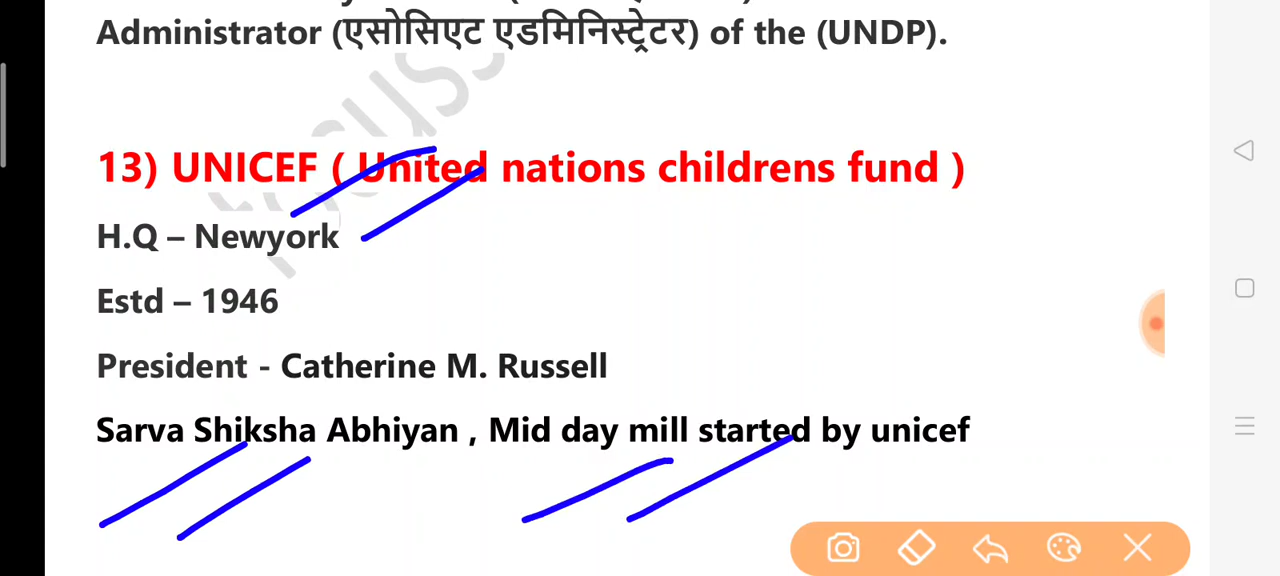 Administrator (एसोसिएट एडमिनिस्ट्रेटर) of the (UNDP).
13) UNICEF ( United nations childrens fund )
H.Q – Newyork
Estd – 1946
President - Catherine M. Russell
Sarva Shiksha Abhiyan , Mid day mill started by unicef